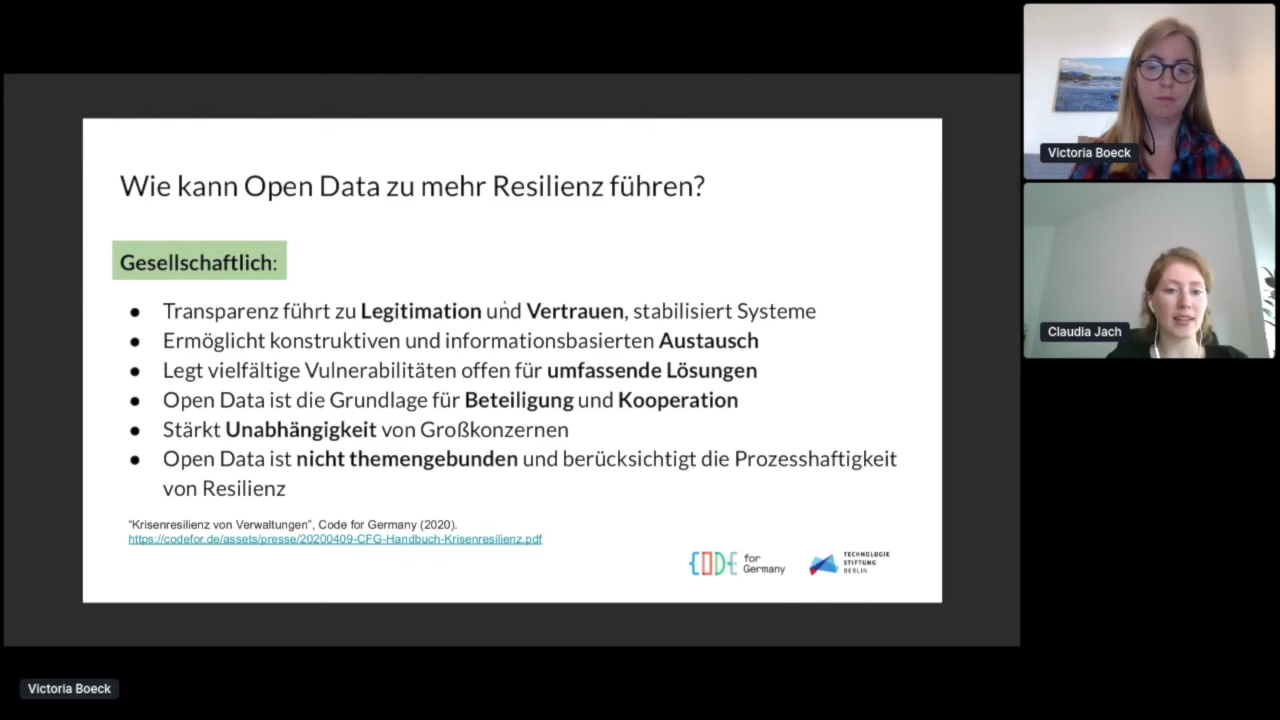 Wie kann Open Data zu mehr Resilienz führen?
Gesellschaftlich:
● Transparenz führt zu Legitimation und Vertrauen, stabilisiert Systeme
● Ermöglicht konstruktiven und informationsbasierten Austausch
● Legt vielfältige Vulnerabilitäten offen für umfassende Lösungen
● Open Data ist die Grundlage für Beteiligung und Kooperation
● Stärkt Unabhängigkeit von Großkonzernen
● Open Data ist nicht themengebunden und berücksichtigt die Prozesshaftigkeit
von Resilienz
"Krisenresilienz von Verwaltungen", Code for Germany (2020).
https://codefor.de/assets/presse/20200409-CFG-Handbuch-Krisenresilienz.pdf
CODE for
Germany
TECHNOLOGIE
STIFTUNG
BERLIN
Victoria Boeck
Claudia Jach
Victoria Boeck